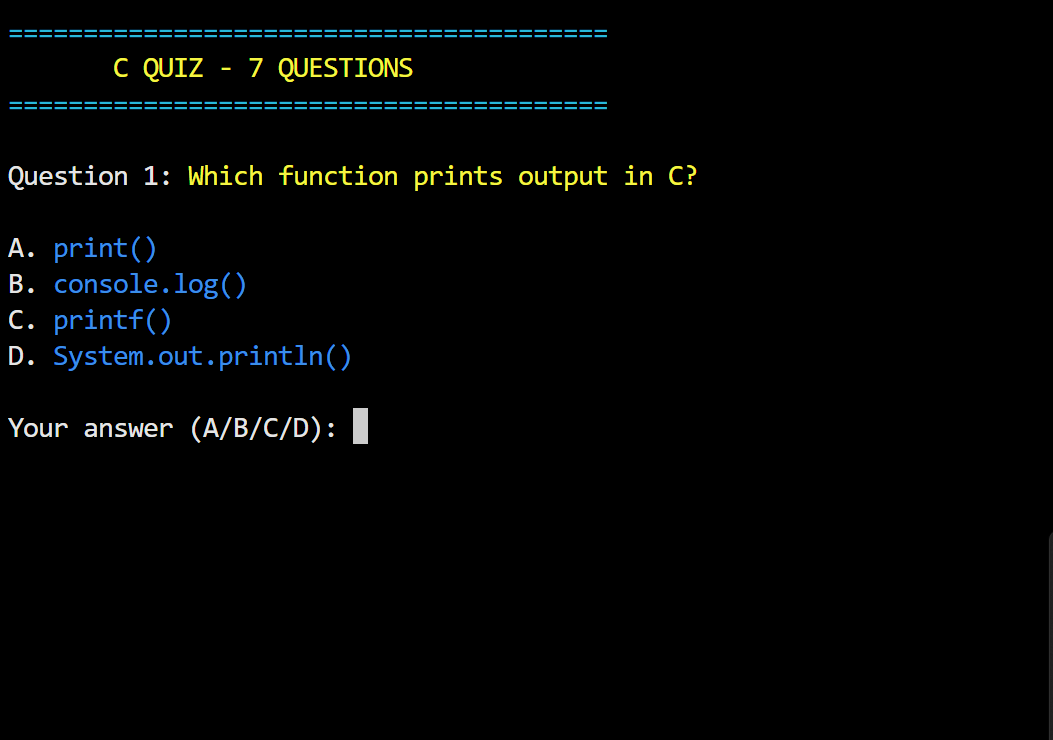 ========================================
C QUIZ - 7 QUESTIONS
========================================
Question 1: Which function prints output in C?
A. print()
B. console.log()
C. printf()
D. System.out.println()
Your answer (A/B/C/D):